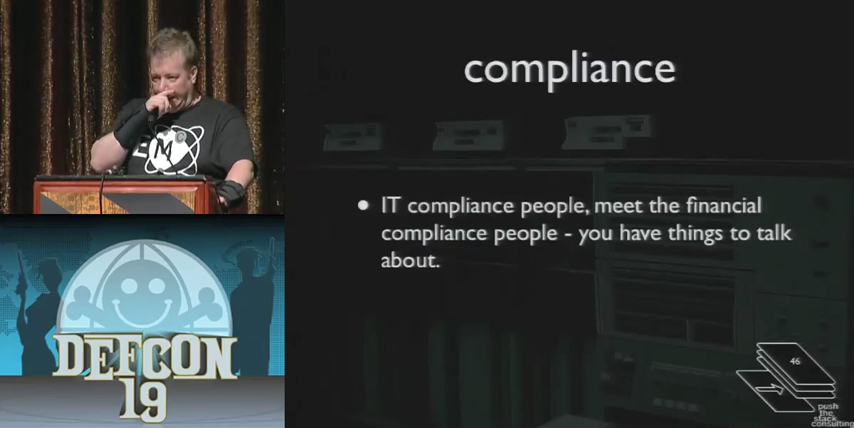 compliance
IT compliance people, meet the financial
compliance people - you have things to talk
about.
M
DEFCON
19
46
push
the
stack
consulting